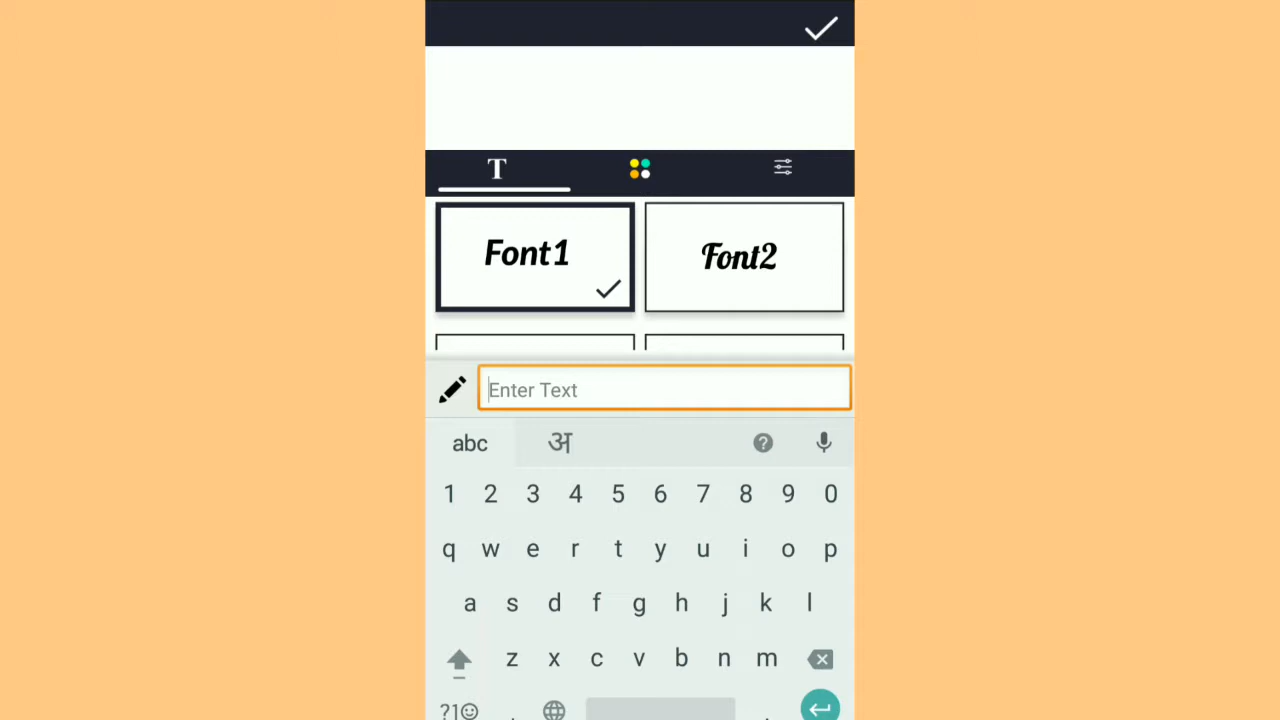 T
Font1 Font2
Enter Text
abc अ ?
1 2 3 4 5 6 7 8 9 0
q w e r t y u i o p
a s d f g h j k l
z x c v b n m
?1☺ , .